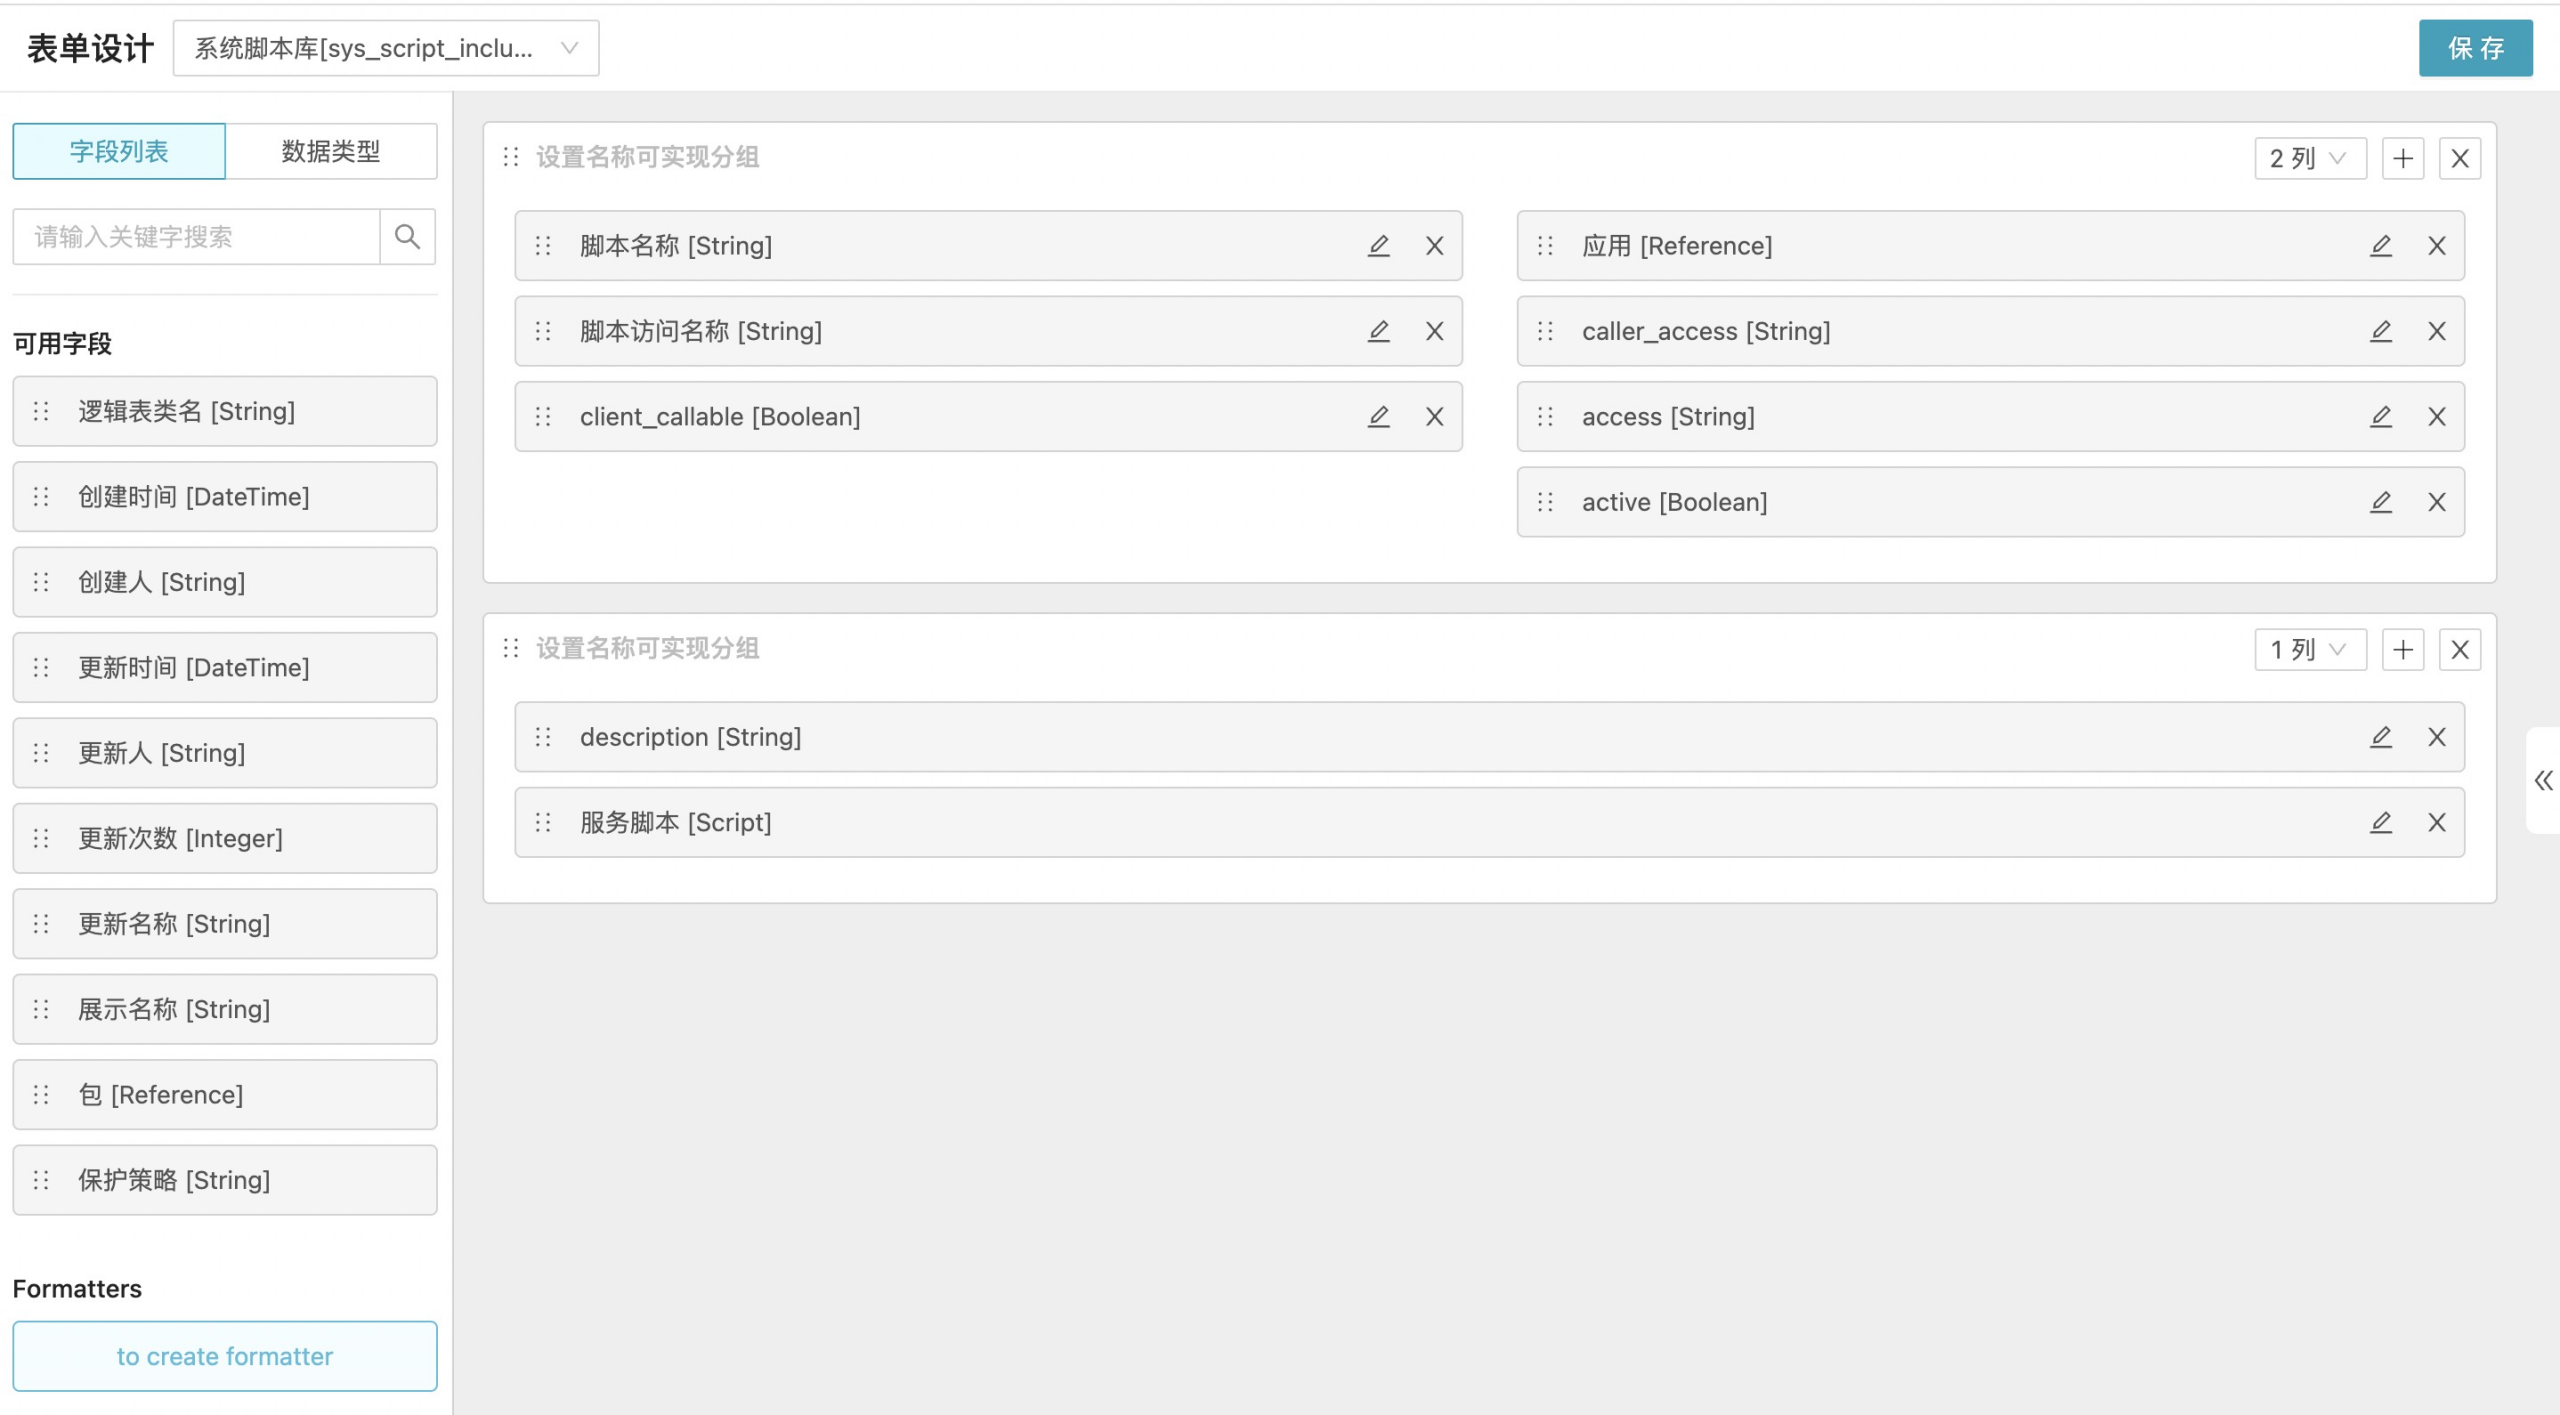 表单设计
系统脚本库[sys_script_inclu...
保 存
字段列表
数据类型
请输入关键字搜索
可用字段
逻辑表类名 [String]
创建时间 [DateTime]
创建人 [String]
更新时间 [DateTime]
更新人 [String]
更新次数 [Integer]
更新名称 [String]
展示名称 [String]
包 [Reference]
保护策略 [String]
Formatters
to create formatter
设置名称可实现分组
2 列
脚本名称 [String]
脚本访问名称 [String]
client_callable [Boolean]
应用 [Reference]
caller_access [String]
access [String]
active [Boolean]
设置名称可实现分组
1 列
description [String]
服务脚本 [Script]